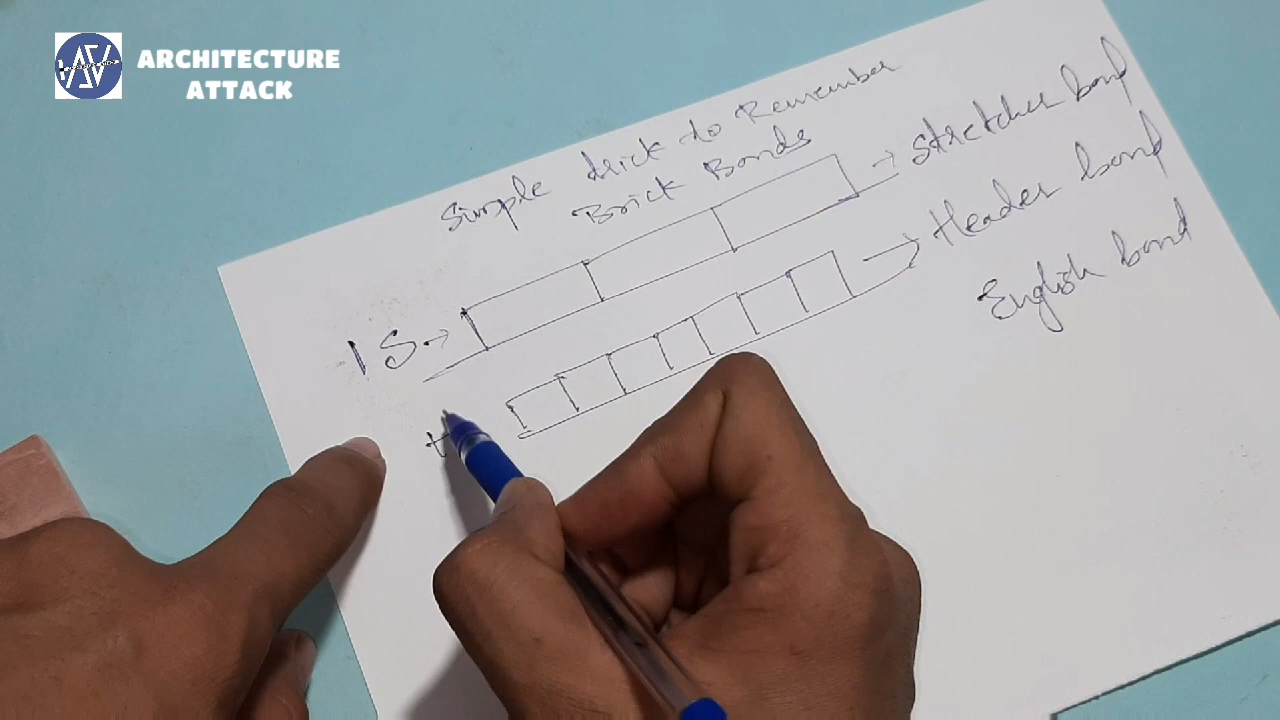 ARCHITECTURE
ATTACK
Simple trick to Remember
Brick Bonds
→ Stretcher bond
1 S →
→ Header bond
English bond